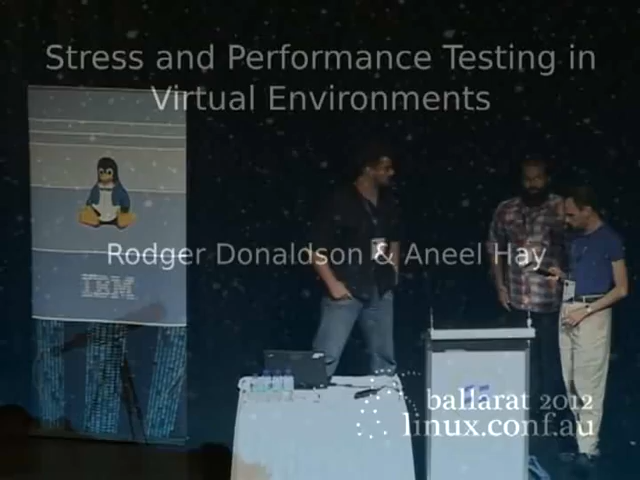 Stress and Performance Testing in
Virtual Environments
Rodger Donaldson & Aneel Hay
IBM
ballarat 2012
linux.conf.au